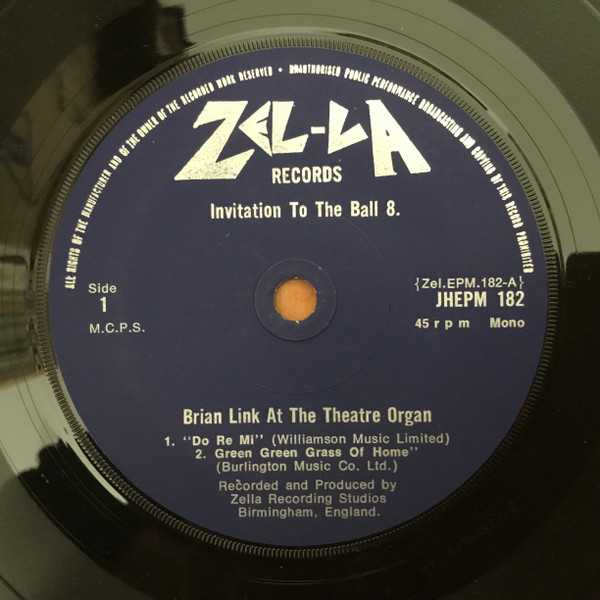 ALL RIGHTS OF THE MANUFACTURER AND OF THE OWNER OF THE RECORDED WORK RESERVED • UNAUTHORISED PUBLIC PERFORMANCE BROADCASTING AND COPYING OF THIS RECORD PROHIBITED
ZEL-LA
RECORDS
Invitation To The Ball 8.
Side
1
M.C.P.S.
{Zel.EPM.182-A}
JHEPM 182
45 rpm Mono
Brian Link At The Theatre Organ
1. "Do Re Mi" (Williamson Music Limited)
2. Green Green Grass Of Home"
(Burlington Music Co. Ltd.)
Recorded and Produced by
Zella Recording Studios
Birmingham, England.